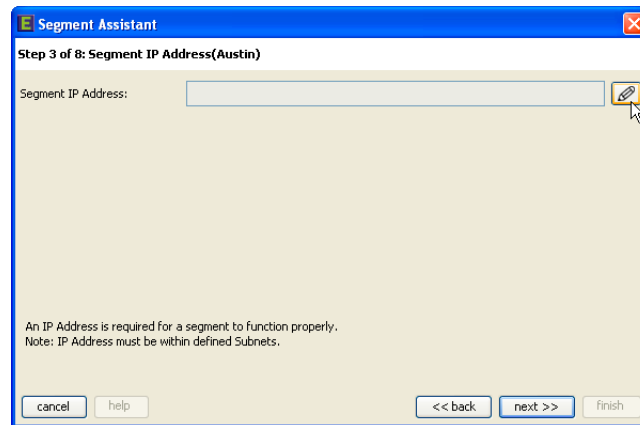 E Segment Assistant
Step 3 of 8: Segment IP Address(Austin)
Segment IP Address:
An IP Address is required for a segment to function properly.
Note: IP Address must be within defined Subnets.
cancel help << back next >> finish